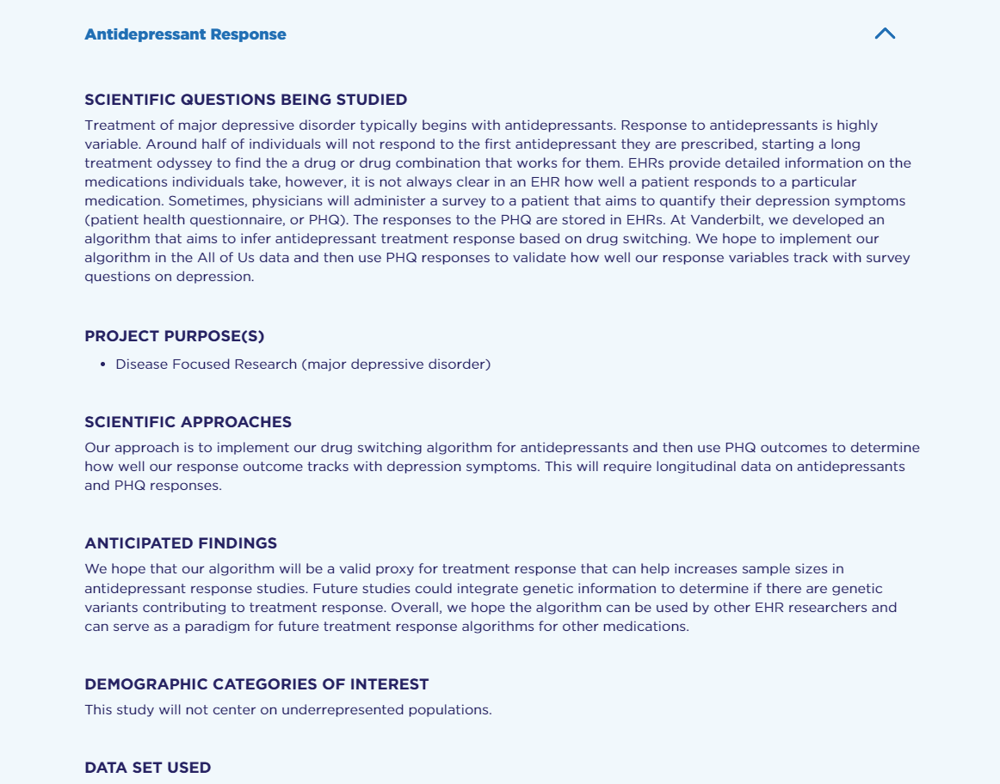 Antidepressant Response
SCIENTIFIC QUESTIONS BEING STUDIED
Treatment of major depressive disorder typically begins with antidepressants. Response to antidepressants is highly
variable. Around half of individuals will not respond to the first antidepressant they are prescribed, starting a long
treatment odyssey to find the a drug or drug combination that works for them. EHRs provide detailed information on the
medications individuals take, however, it is not always clear in an EHR how well a patient responds to a particular
medication. Sometimes, physicians will administer a survey to a patient that aims to quantify their depression symptoms
(patient health questionnaire, or PHQ). The responses to the PHQ are stored in EHRs. At Vanderbilt, we developed an
algorithm that aims to infer antidepressant treatment response based on drug switching. We hope to implement our
algorithm in the All of Us data and then use PHQ responses to validate how well our response variables track with survey
questions on depression.
PROJECT PURPOSE(S)
• Disease Focused Research (major depressive disorder)
SCIENTIFIC APPROACHES
Our approach is to implement our drug switching algorithm for antidepressants and then use PHQ outcomes to determine
how well our response outcome tracks with depression symptoms. This will require longitudinal data on antidepressants
and PHQ responses.
ANTICIPATED FINDINGS
We hope that our algorithm will be a valid proxy for treatment response that can help increases sample sizes in
antidepressant response studies. Future studies could integrate genetic information to determine if there are genetic
variants contributing to treatment response. Overall, we hope the algorithm can be used by other EHR researchers and
can serve as a paradigm for future treatment response algorithms for other medications.
DEMOGRAPHIC CATEGORIES OF INTEREST
This study will not center on underrepresented populations.
DATA SET USED